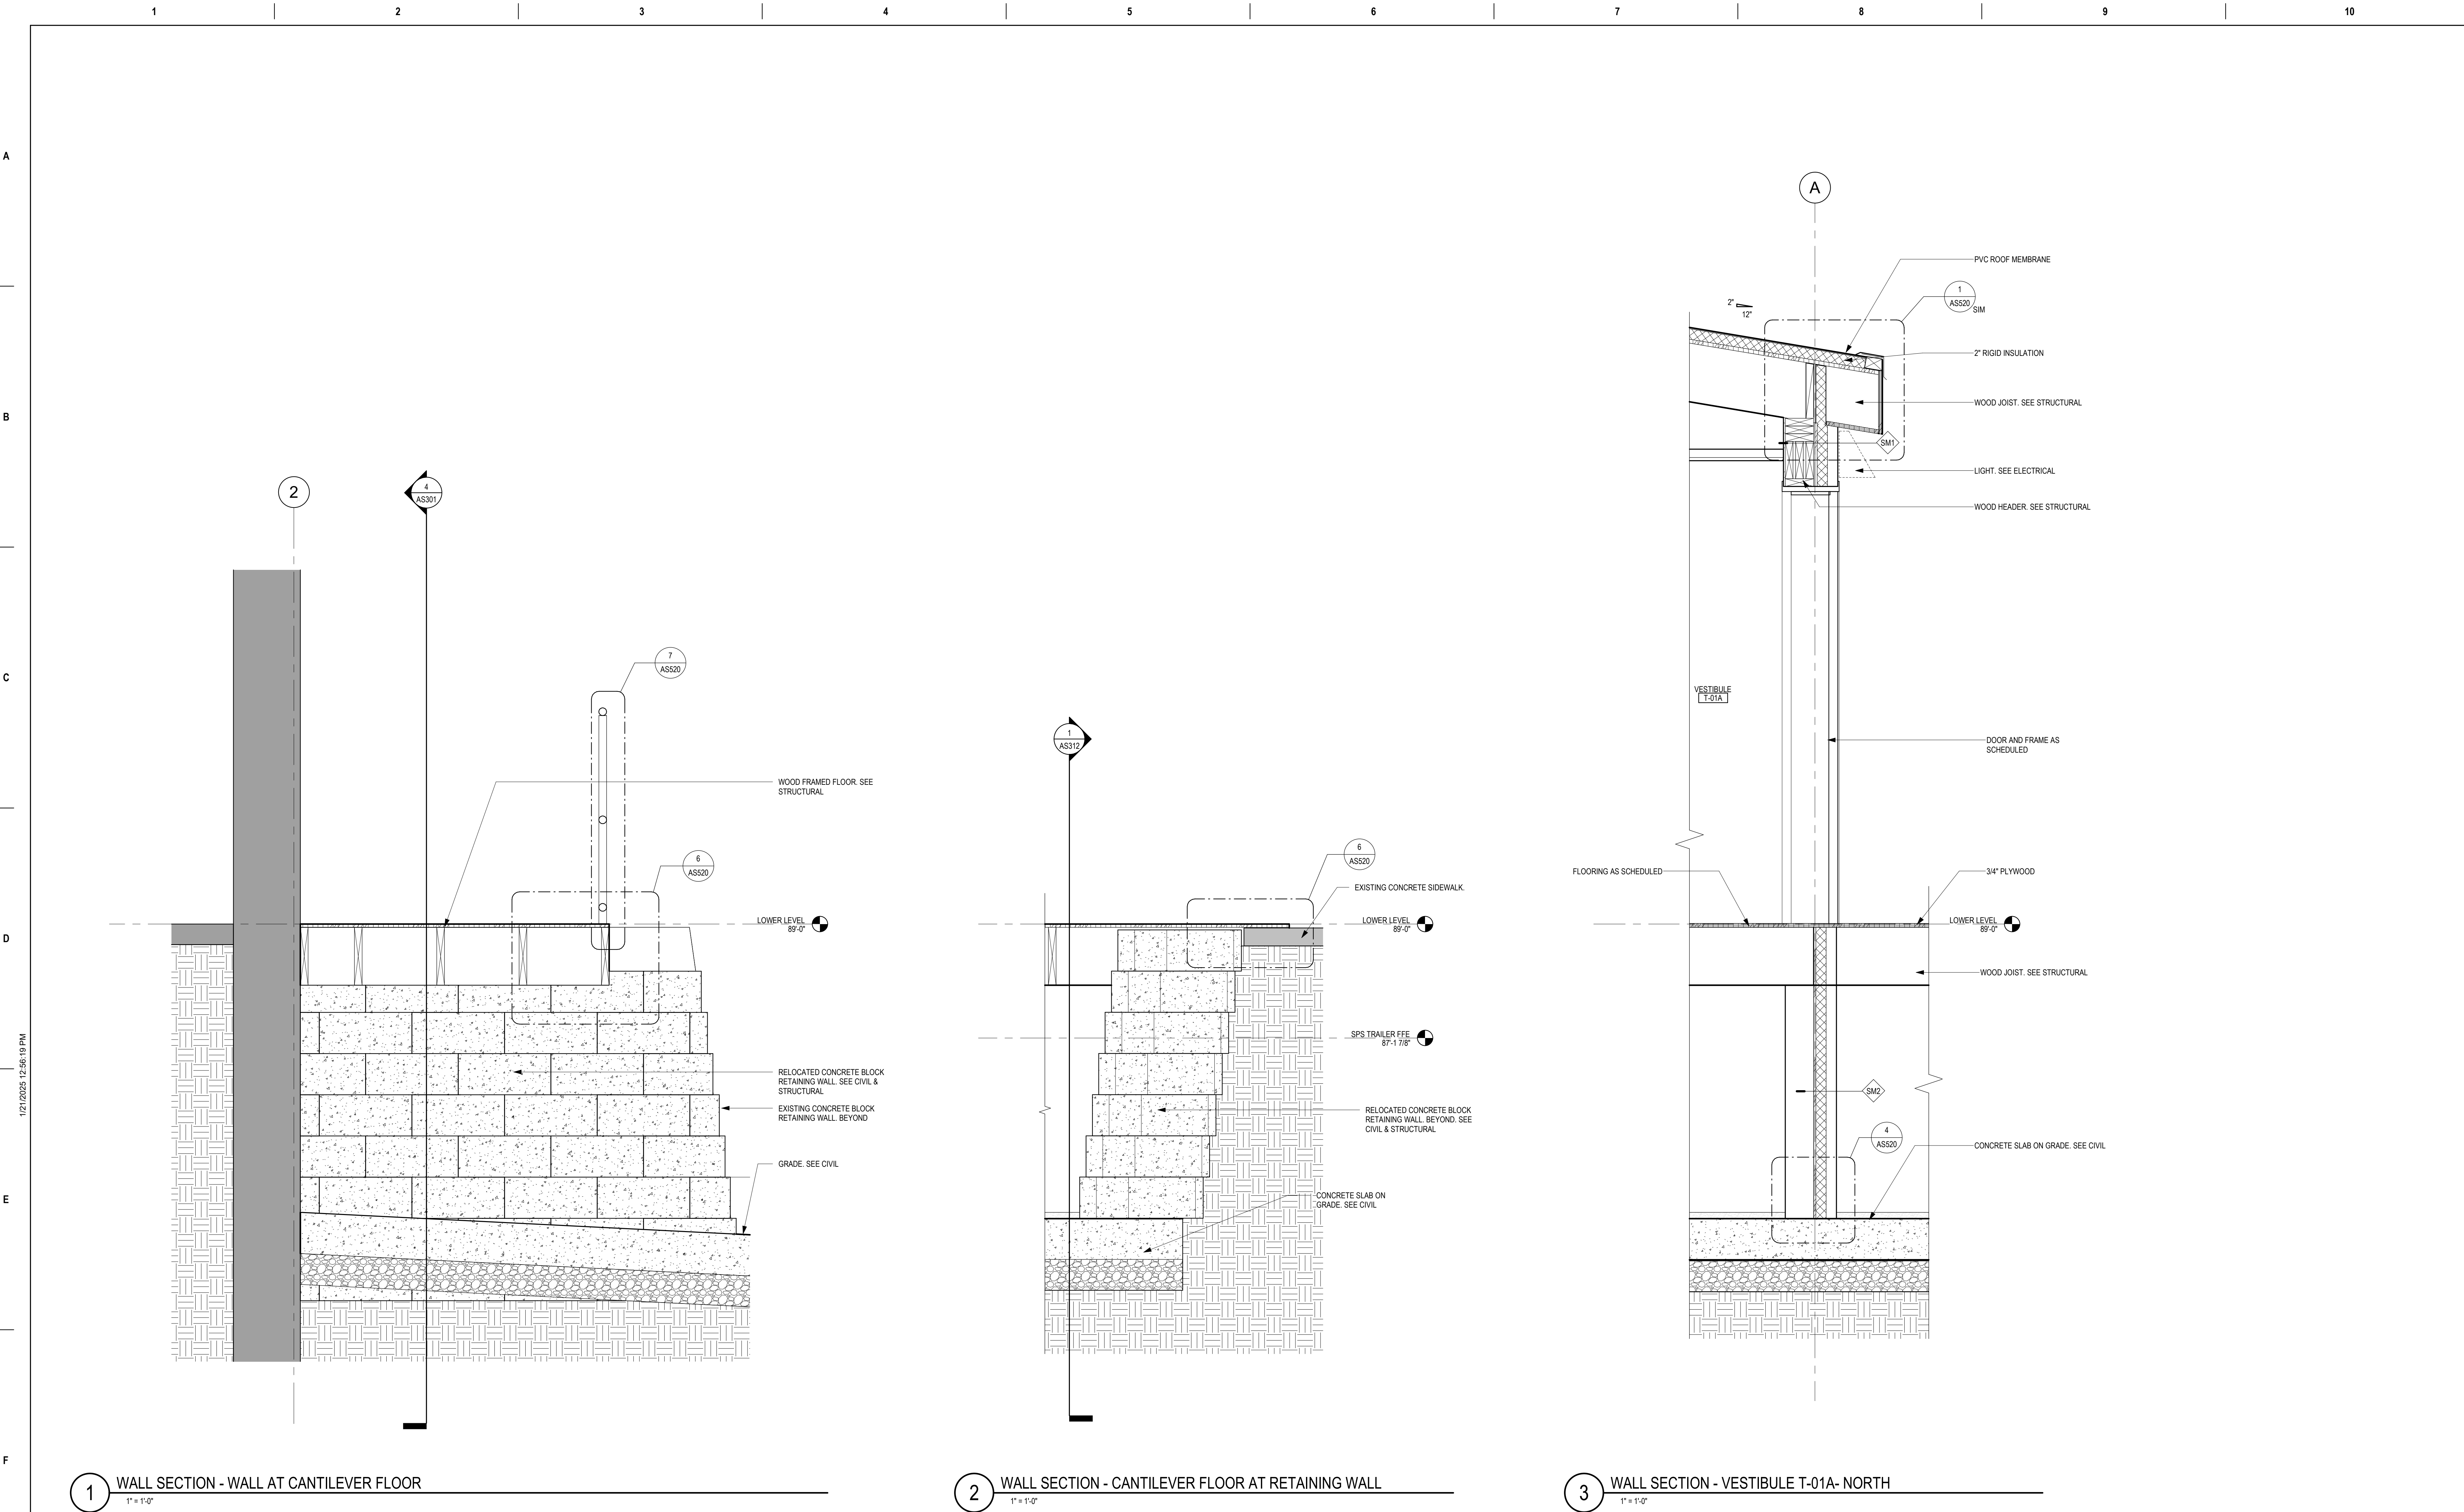 1 2 3 4 5 6 7 8 9 10
A
B
C
D
E
F
1/21/2025 12:56:19 PM
2
4
AS301
7
AS520
WOOD FRAMED FLOOR. SEE
STRUCTURAL
6
AS520
LOWER LEVEL
89'-0"
RELOCATED CONCRETE BLOCK
RETAINING WALL. SEE CIVIL &
STRUCTURAL
EXISTING CONCRETE BLOCK
RETAINING WALL. BEYOND
GRADE. SEE CIVIL
1 WALL SECTION - WALL AT CANTILEVER FLOOR
1" = 1'-0"
1
AS312
6
AS520
EXISTING CONCRETE SIDEWALK.
LOWER LEVEL
89'-0"
SPS TRAILER FFE
87'-1 7/8"
RELOCATED CONCRETE BLOCK
RETAINING WALL. BEYOND. SEE
CIVIL & STRUCTURAL
CONCRETE SLAB ON
GRADE. SEE CIVIL
2 WALL SECTION - CANTILEVER FLOOR AT RETAINING WALL
1" = 1'-0"
A
PVC ROOF MEMBRANE
1
AS520
SIM
2"
12"
2" RIGID INSULATION
WOOD JOIST. SEE STRUCTURAL
SM1
LIGHT. SEE ELECTRICAL
WOOD HEADER. SEE STRUCTURAL
VESTIBULE
T-01A
DOOR AND FRAME AS
SCHEDULED
FLOORING AS SCHEDULED
3/4" PLYWOOD
LOWER LEVEL
89'-0"
WOOD JOIST. SEE STRUCTURAL
SM2
4
AS520
CONCRETE SLAB ON GRADE. SEE CIVIL
3 WALL SECTION - VESTIBULE T-01A- NORTH
1" = 1'-0"